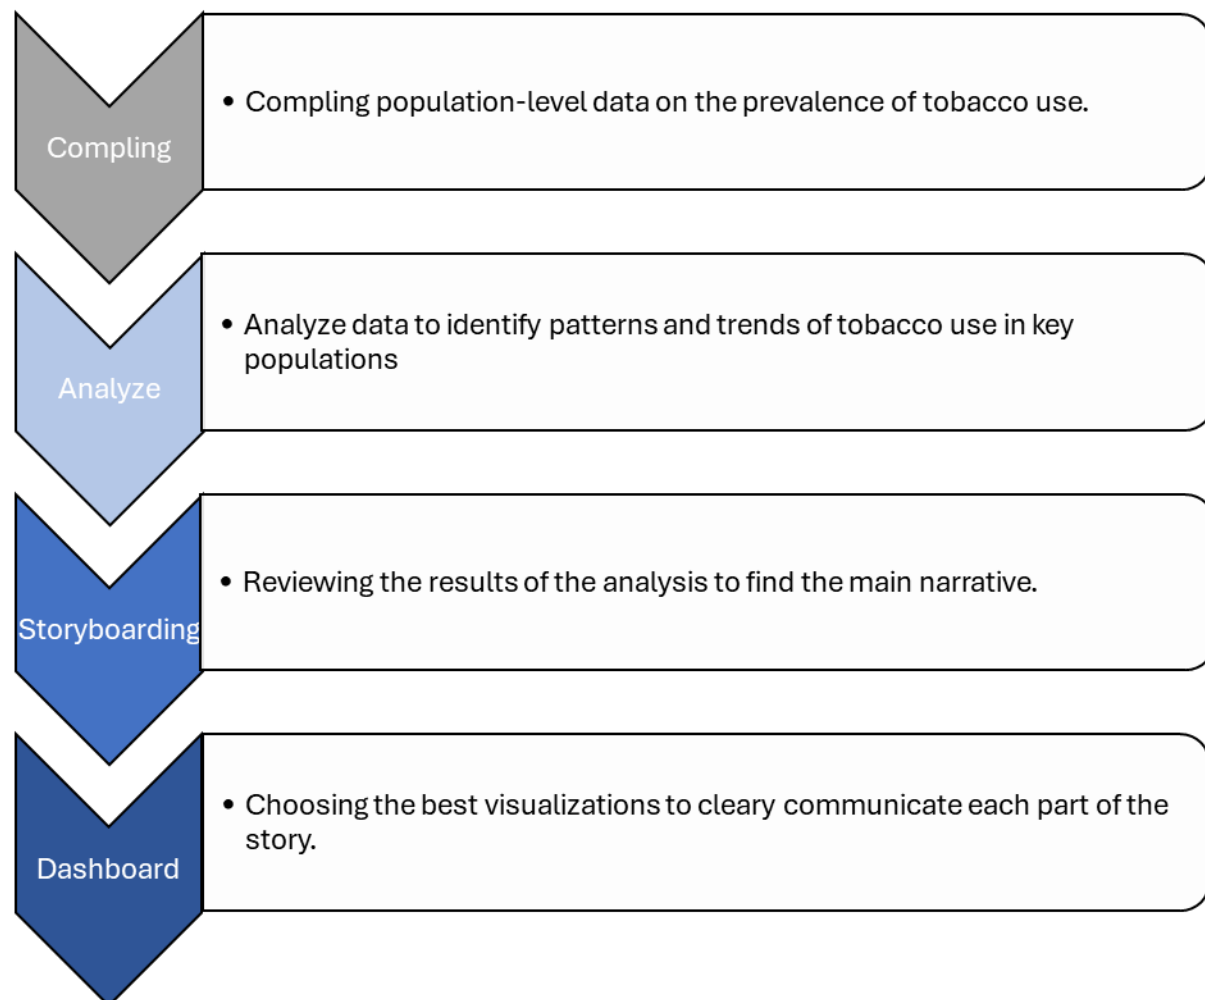 Compling
• Compling population-level data on the prevalence of tobacco use.
Analyze
• Analyze data to identify patterns and trends of tobacco use in key
populations
Storyboarding
• Reviewing the results of the analysis to find the main narrative.
Dashboard
• Choosing the best visualizations to cleary communicate each part of the
story.